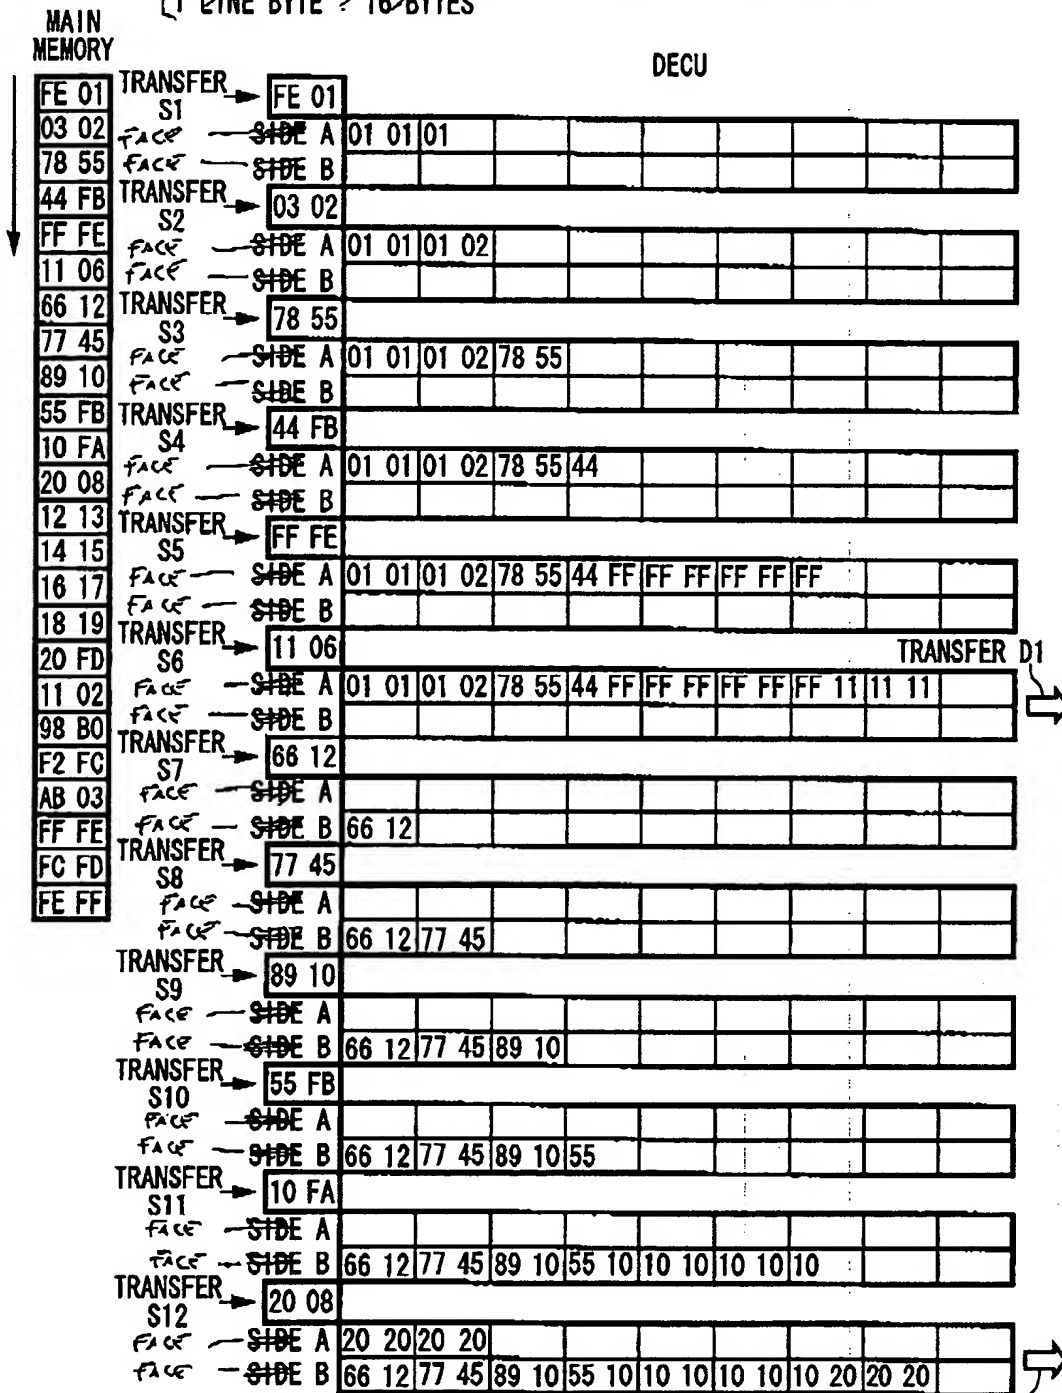 [1 LINE BYTE : 16 BYTES
MAIN
MEMORY
FE 01
03 02
78 55
44 FB
FF FE
11 06
66 12
77 45
89 10
55 FB
10 FA
20 08
12 13
14 15
16 17
18 19
20 FD
11 02
98 B0
F2 FC
AB 03
FF FE
FC FD
FE FF
DECU
TRANSFER S1 FE 01
FACE SIDE A 01 01 01
FACE SIDE B
TRANSFER S2 03 02
FACE SIDE A 01 01 01 02
FACE SIDE B
TRANSFER S3 78 55
FACE SIDE A 01 01 01 02 78 55
FACE SIDE B
TRANSFER S4 44 FB
FACE SIDE A 01 01 01 02 78 55 44
FACE SIDE B
TRANSFER S5 FF FE
FACE SIDE A 01 01 01 02 78 55 44 FF FF FF FF FF FF
FACE SIDE B
TRANSFER S6 11 06
TRANSFER D1
FACE SIDE A 01 01 01 02 78 55 44 FF FF FF FF FF FF 11 11 11
FACE SIDE B
TRANSFER S7 66 12
FACE SIDE A
FACE SIDE B 66 12
TRANSFER S8 77 45
FACE SIDE A
FACE SIDE B 66 12 77 45
TRANSFER S9 89 10
FACE SIDE A
FACE SIDE B 66 12 77 45 89 10
TRANSFER S10 55 FB
FACE SIDE A
FACE SIDE B 66 12 77 45 89 10 55
TRANSFER S11 10 FA
FACE SIDE A
FACE SIDE B 66 12 77 45 89 10 55 10 10 10 10 10 10
TRANSFER S12 20 08
FACE SIDE A 20 20 20 20
FACE SIDE B 66 12 77 45 89 10 55 10 10 10 10 10 10 20 20 20